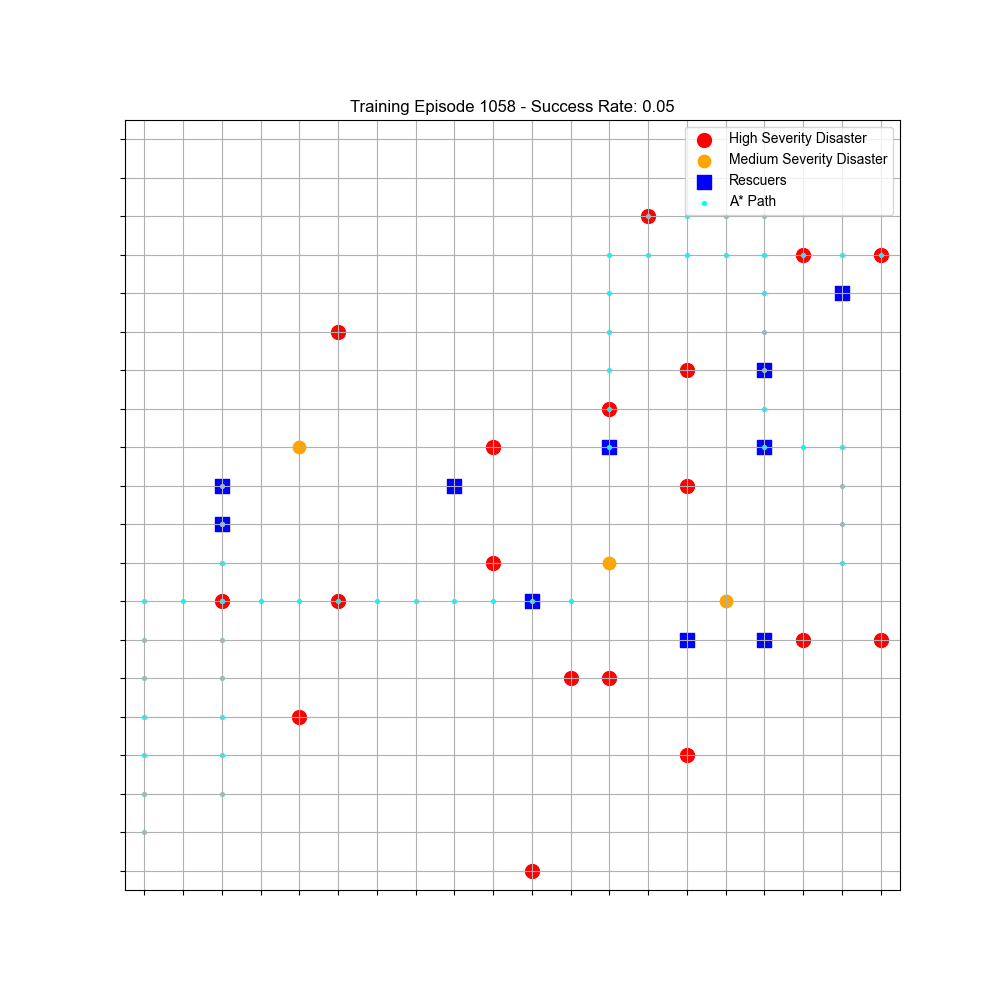 Training Episode 1058 - Success Rate: 0.05
High Severity Disaster
Medium Severity Disaster
Rescuers
A* Path